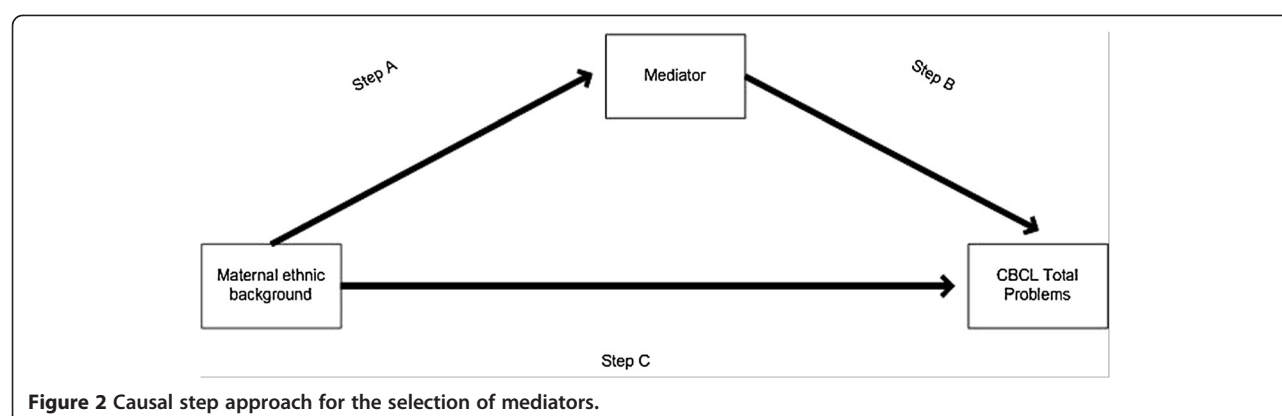 Step A
Mediator
Step B
Maternal ethnic
background
CBCL Total
Problems
Step C
Figure 2 Causal step approach for the selection of mediators.